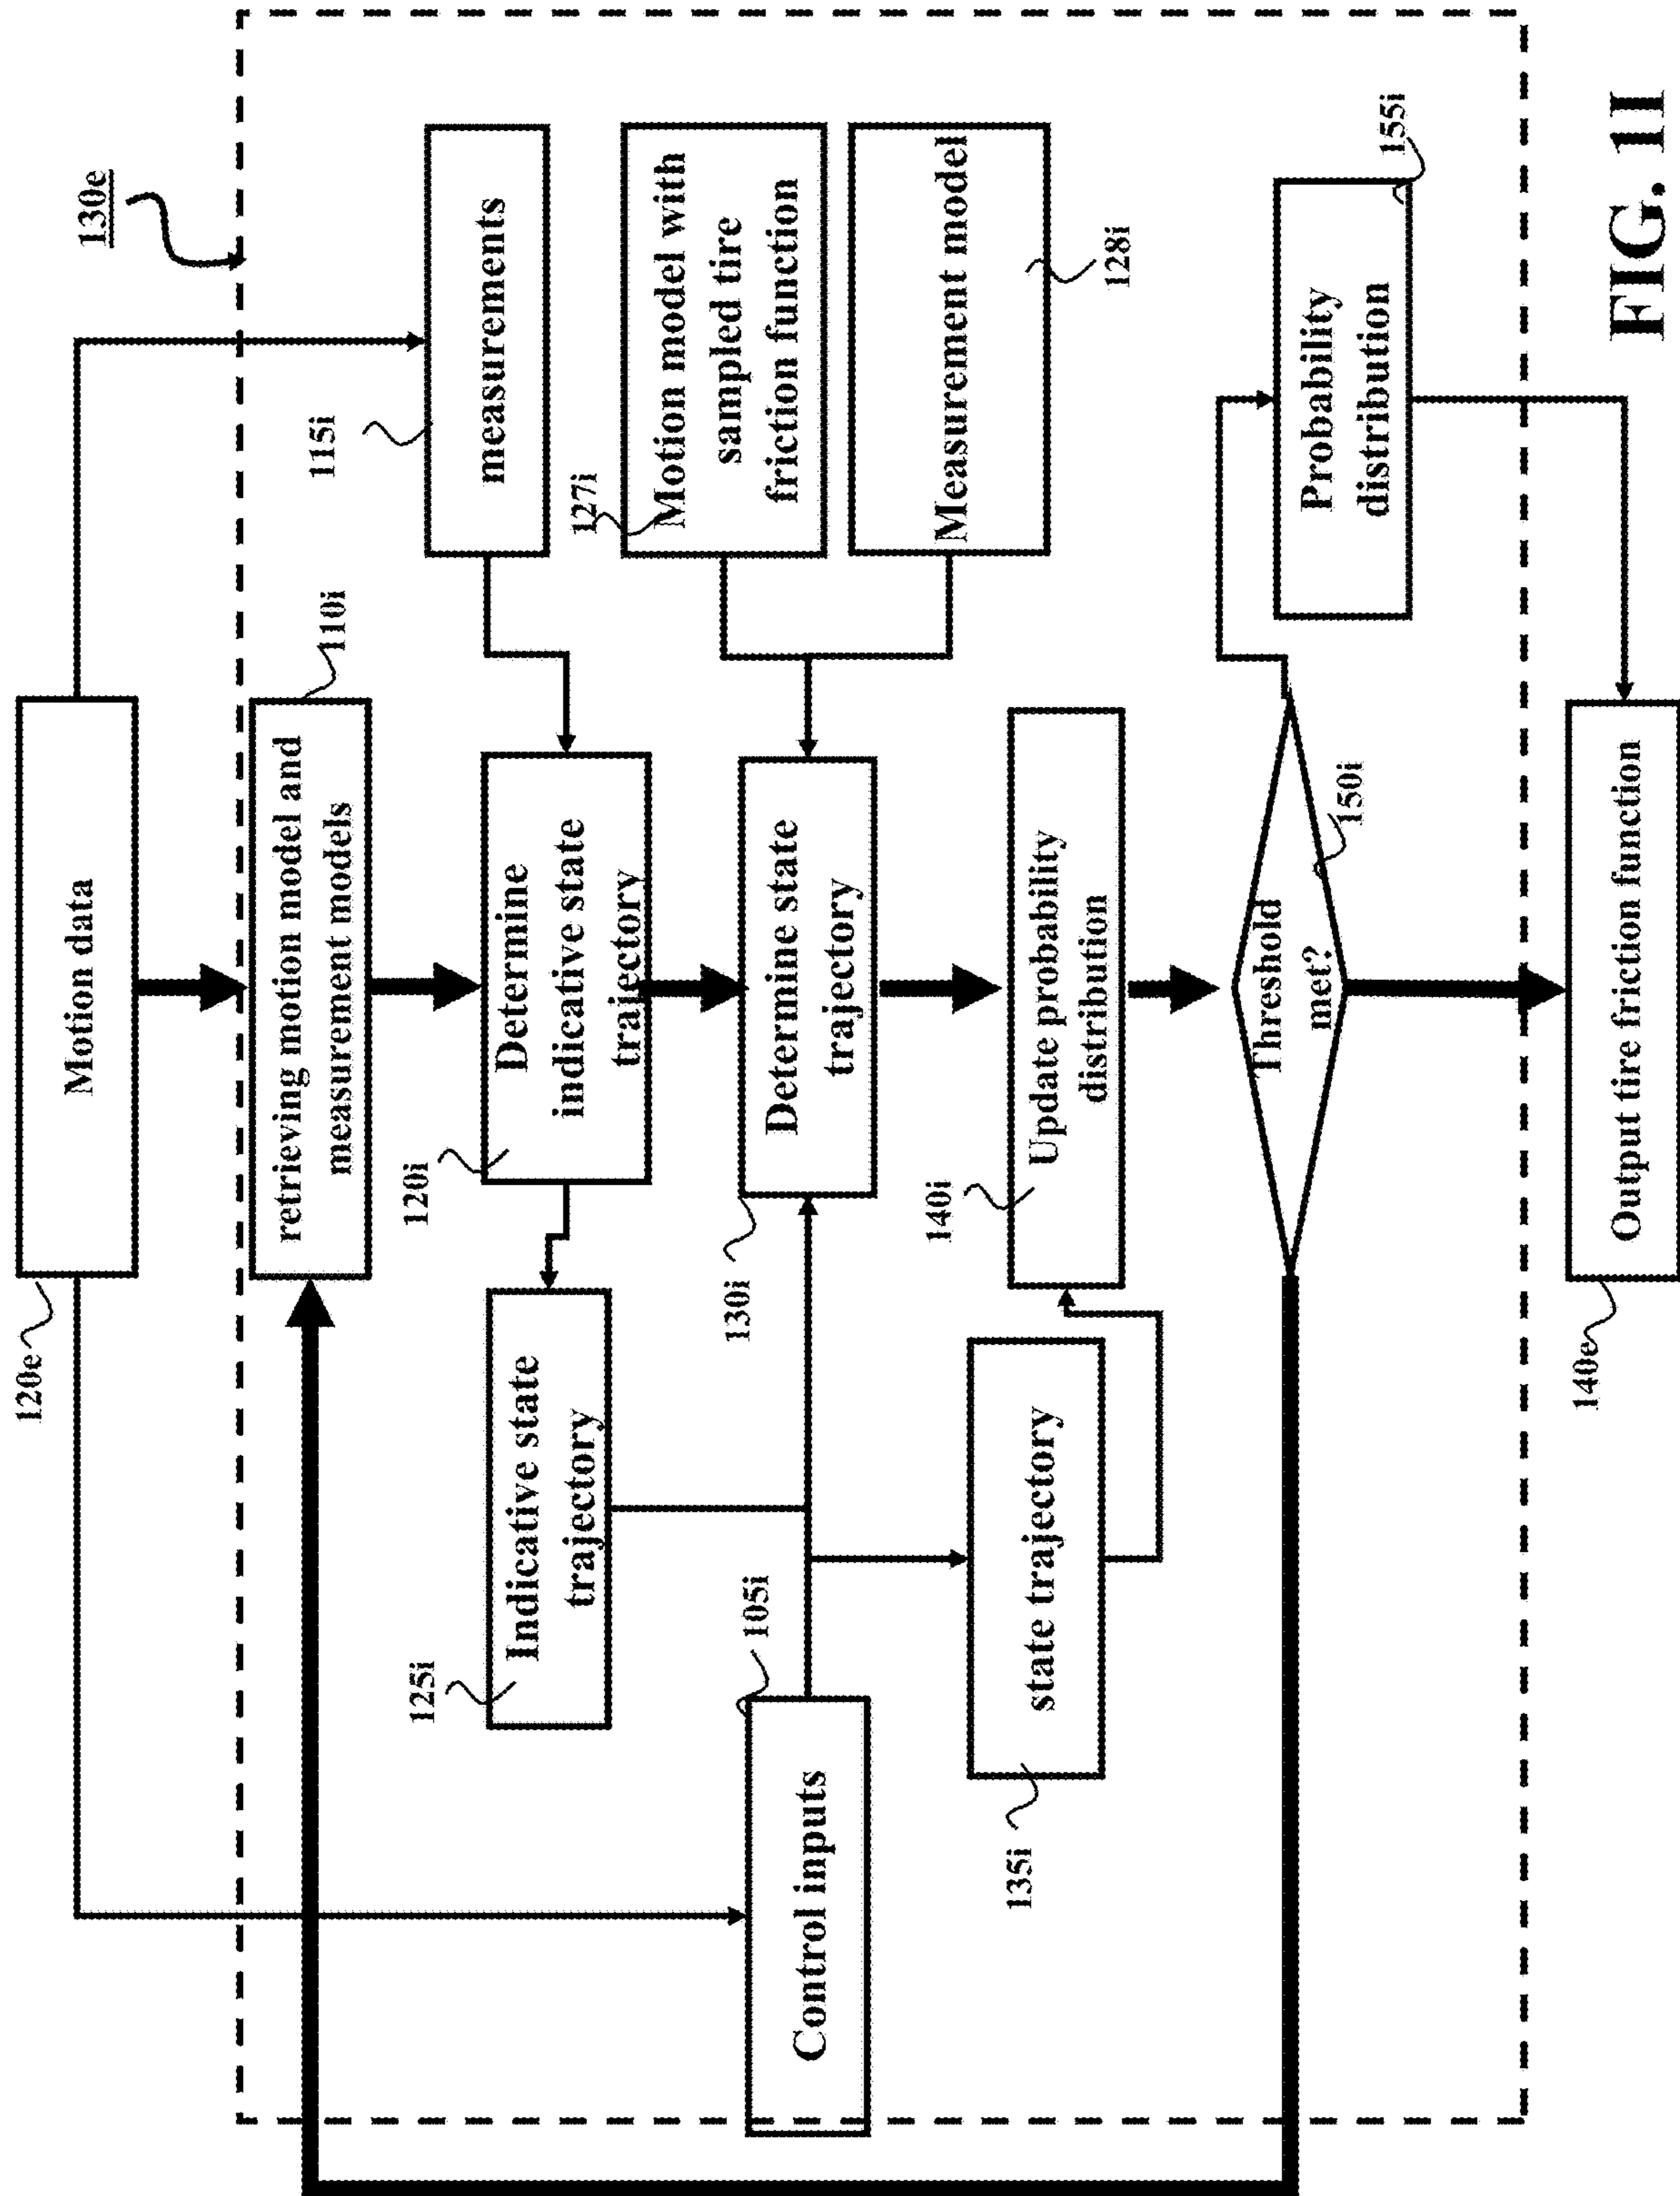 130e
120e
Motion data
retrieving motion model and
measurement models
110i
115i
measurements
Determine
indicative state
trajectory
120i
Indicative state
trajectory
125i
127i
Motion model with
sampled tire
friction function
Measurement model
128i
Determine state
trajectory
130i
Control inputs
105i
state trajectory
135i
Update probability
distribution
140i
Threshold
met?
150i
Probability
distribution
155i
Output tire friction function
140e
FIG. 1I